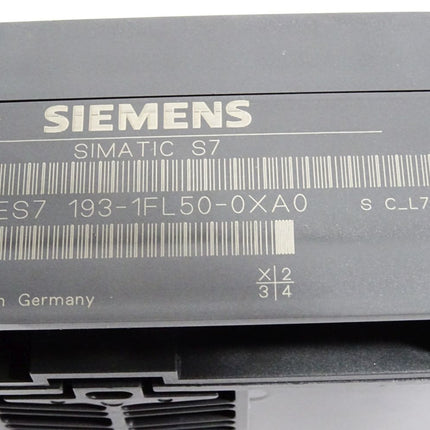 SIEMENS
SIMATIC S7
ES7 193-1FL50-0XA0 S C_L7
n Germany
X 2
3 4